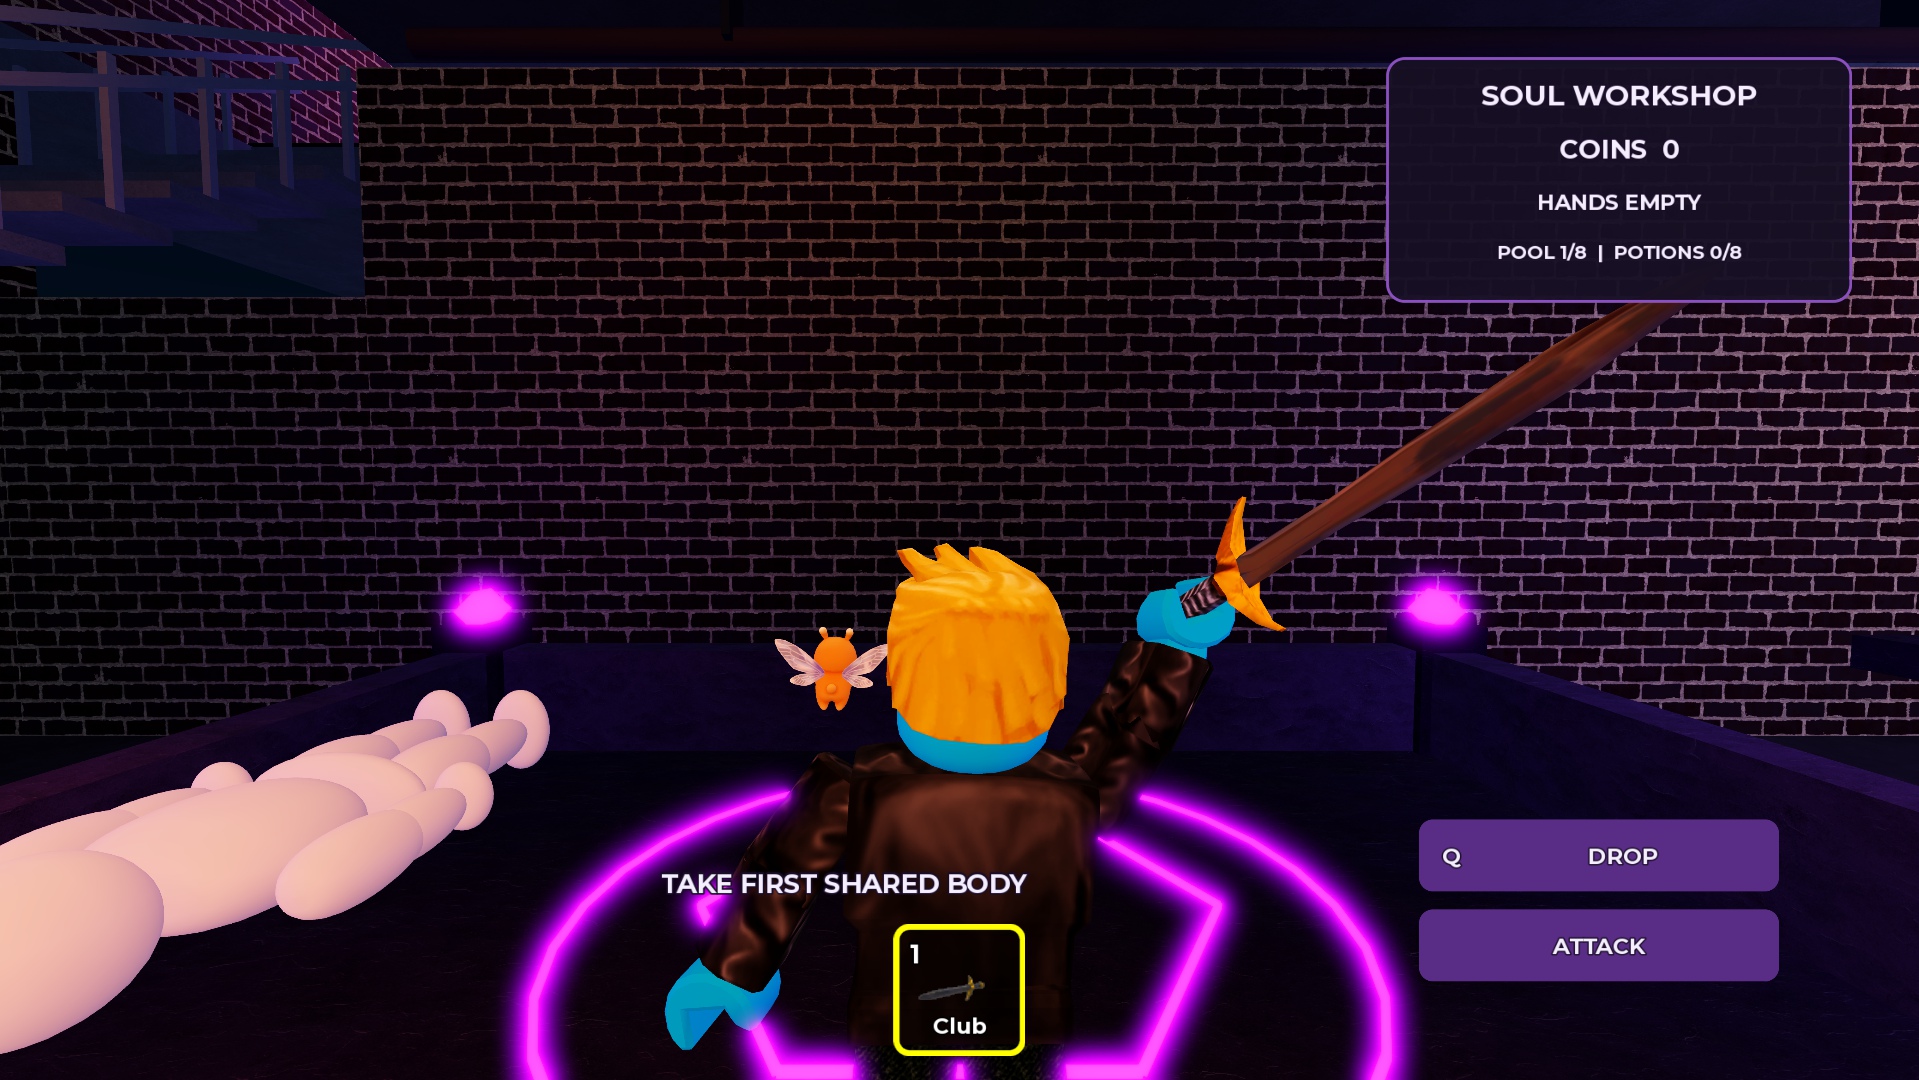 SOUL WORKSHOP
COINS 0
HANDS EMPTY
POOL 1/8 | POTIONS 0/8
Q DROP
TAKE FIRST SHARED BODY
ATTACK
1
Club